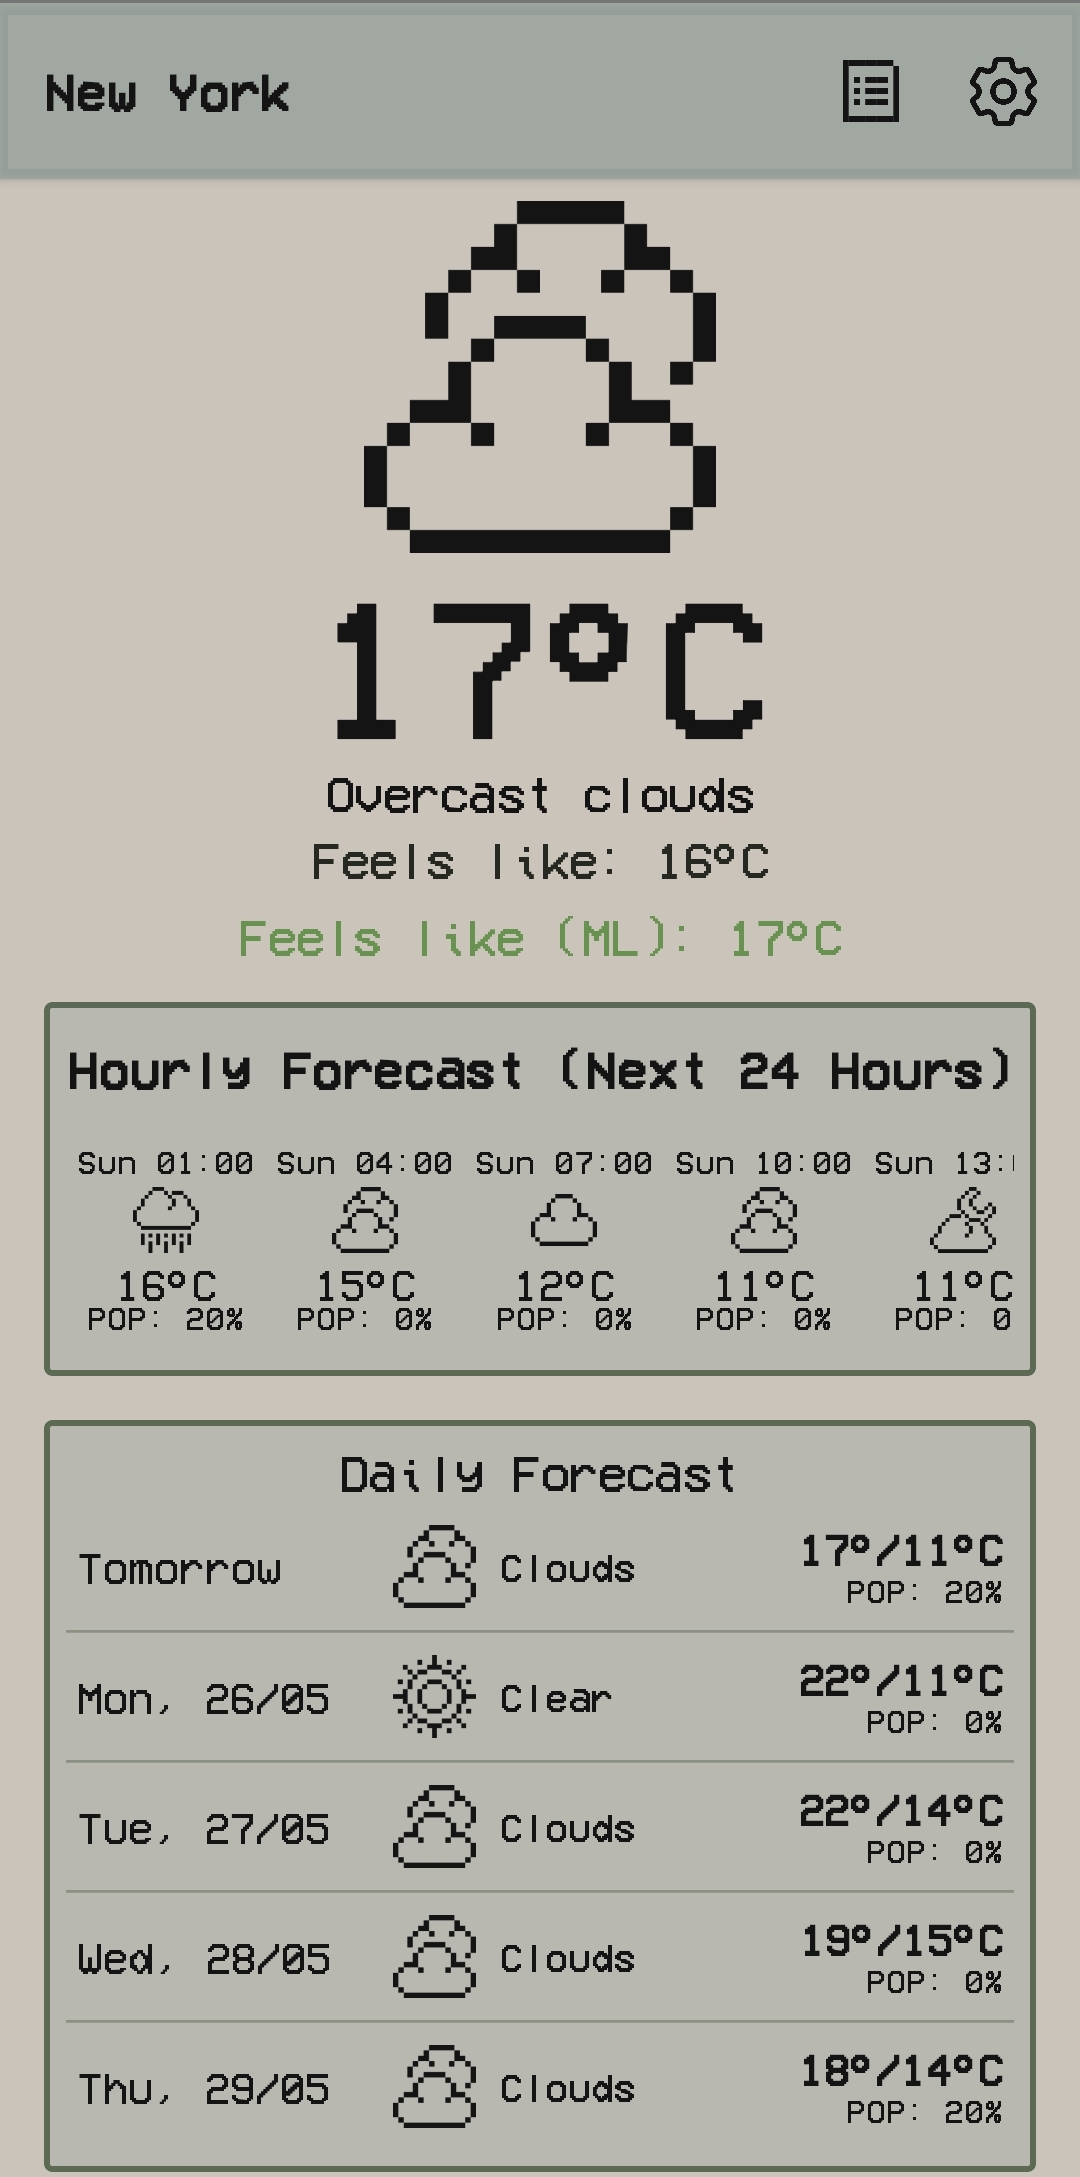 New York
17°C
Overcast clouds
Feels like: 16°C
Feels like (ML): 17°C
Hourly Forecast (Next 24 Hours)
Sun 01:00 Sun 04:00 Sun 07:00 Sun 10:00 Sun 13:
16°C 15°C 12°C 11°C 11°C
POP: 20% POP: 0% POP: 0% POP: 0% POP: 0
Daily Forecast
Tomorrow Clouds 17°/11°C
POP: 20%
Mon, 26/05 Clear 22°/11°C
POP: 0%
Tue, 27/05 Clouds 22°/14°C
POP: 0%
Wed, 28/05 Clouds 19°/15°C
POP: 0%
Thu, 29/05 Clouds 18°/14°C
POP: 20%